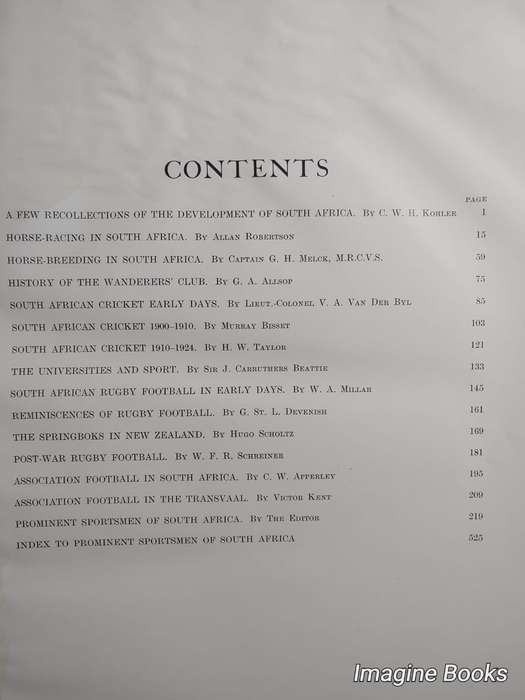 CONTENTS
PAGE
A FEW RECOLLECTIONS OF THE DEVELOPMENT OF SOUTH AFRICA. By C. W. H. Kohler 1
HORSE-RACING IN SOUTH AFRICA. By Allan Robertson 15
HORSE-BREEDING IN SOUTH AFRICA. By Captain G. H. Melck, M.R.C.V.S. 59
HISTORY OF THE WANDERERS' CLUB. By G. A. Allsop 75
SOUTH AFRICAN CRICKET EARLY DAYS. By Lieut.-Colonel V. A. Van Der Byl 85
SOUTH AFRICAN CRICKET 1900-1910. By Murray Bisset 103
SOUTH AFRICAN CRICKET 1910-1924. By H. W. Taylor 121
THE UNIVERSITIES AND SPORT. By Sir J. Carruthers Beattie 133
SOUTH AFRICAN RUGBY FOOTBALL IN EARLY DAYS. By W. A. Millar 145
REMINISCENCES OF RUGBY FOOTBALL. By G. St. L. Devenish 161
THE SPRINGBOKS IN NEW ZEALAND. By Hugo Scholtz 169
POST-WAR RUGBY FOOTBALL. By W. F. R. Schreiner 181
ASSOCIATION FOOTBALL IN SOUTH AFRICA. By C. W. Apperley 195
ASSOCIATION FOOTBALL IN THE TRANSVAAL. By Victor Kent 209
PROMINENT SPORTSMEN OF SOUTH AFRICA. By The Editor 219
INDEX TO PROMINENT SPORTSMEN OF SOUTH AFRICA 525
Imagine Books